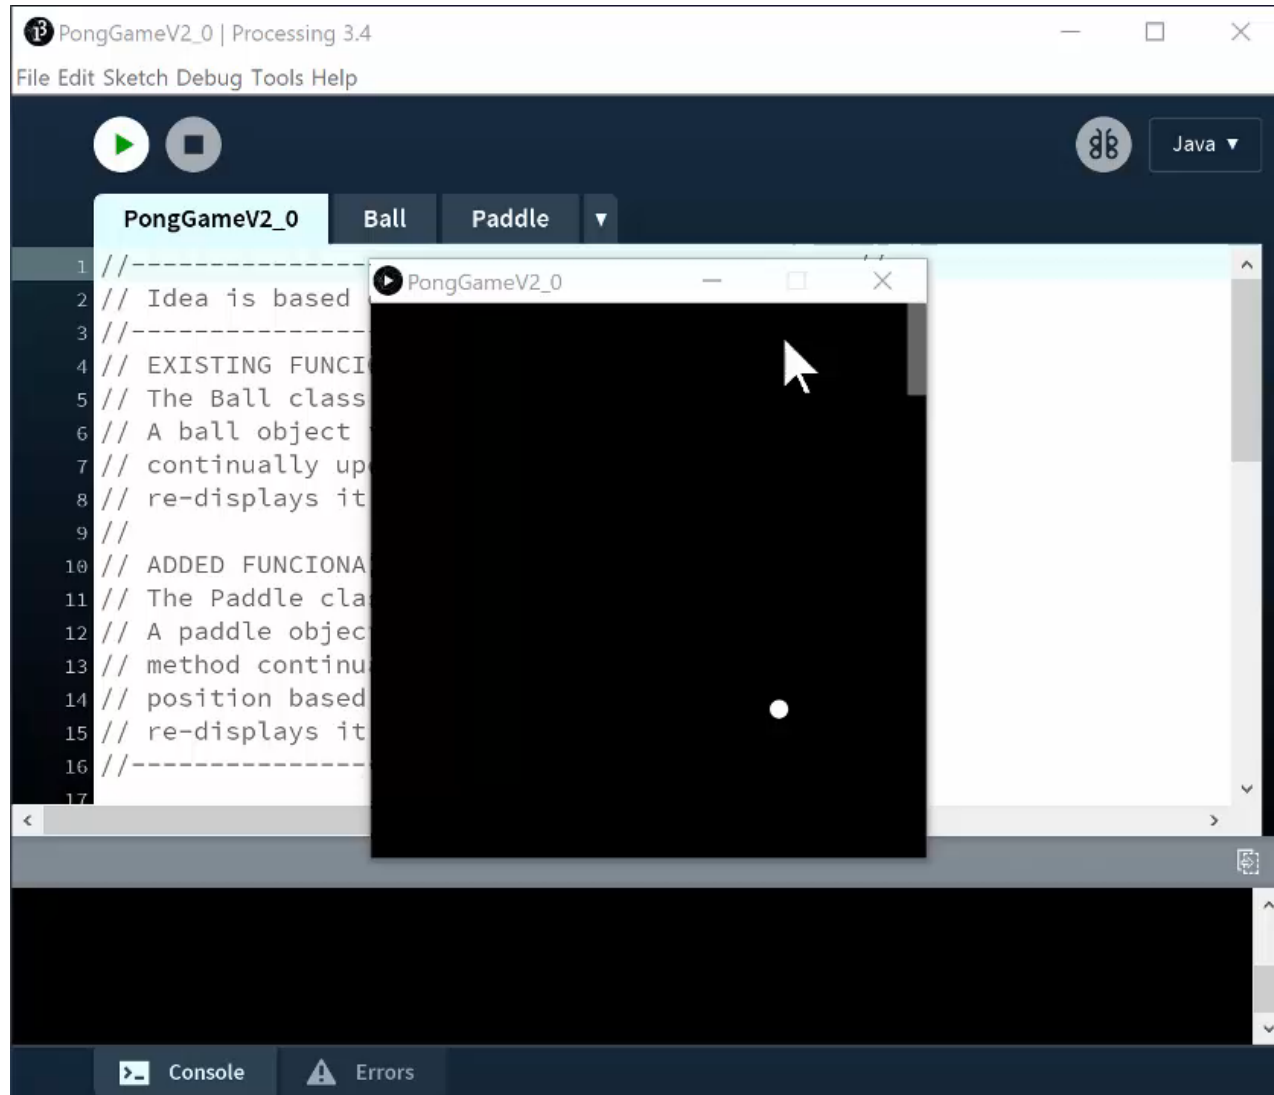 PongGameV2_0 | Processing 3.4
File Edit Sketch Debug Tools Help
Java ▼
PongGameV2_0 Ball Paddle ▼
1 //---------------
2 // Idea is based
3 //---------------
4 // EXISTING FUNCI
5 // The Ball class
6 // A ball object
7 // continually up
8 // re-displays it
9 //
10 // ADDED FUNCIONA
11 // The Paddle cla
12 // A paddle objec
13 // method continu
14 // position based
15 // re-displays it
16 //---------------
17
PongGameV2_0
Console Errors